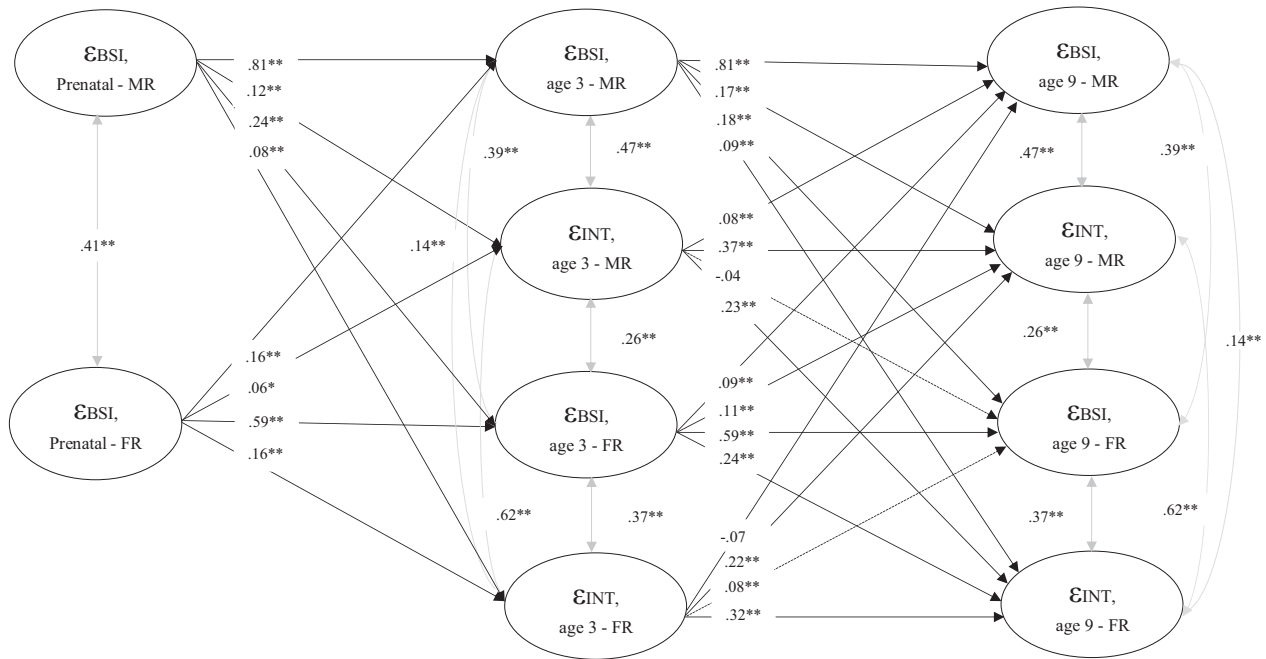 εBSI,
Prenatal - MR
.41**
εBSI,
Prenatal - FR
.81**
.12**
.24**
.08**
.16**
.06*
.59**
.16**
εBSI,
age 3 - MR
.39**
.47**
εINT,
age 3 - MR
.14**
.26**
εBSI,
age 3 - FR
.62**
.37**
εINT,
age 3 - FR
.81**
.17**
.18**
.09**
.08**
.37**
-.04
.23**
.09**
.11**
.59**
.24**
-.07
.22**
.08**
.32**
εBSI,
age 9 - MR
.47**
.39**
εINT,
age 9 - MR
.26**
.14**
εBSI,
age 9 - FR
.37**
.62**
εINT,
age 9 - FR